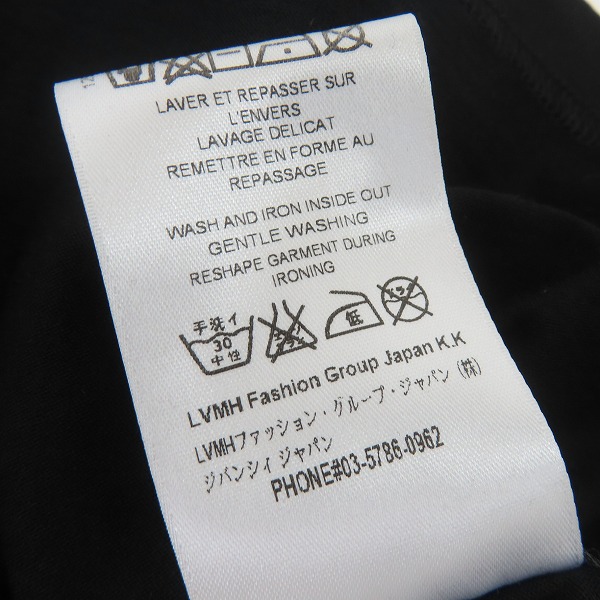 LAVER ET REPASSER SUR
L'ENVERS
LAVAGE DELICAT
REMETTRE EN FORME AU
REPASSAGE
WASH AND IRON INSIDE OUT
GENTLE WASHING
RESHAPE GARMENT DURING
IRONING
手洗イ
30
中性
低
LVMH Fashion Group Japan K.K
LVMHファッション・グループ・ジャパン (株)
ジバンシィ ジャパン
PHONE#03-5786-0962